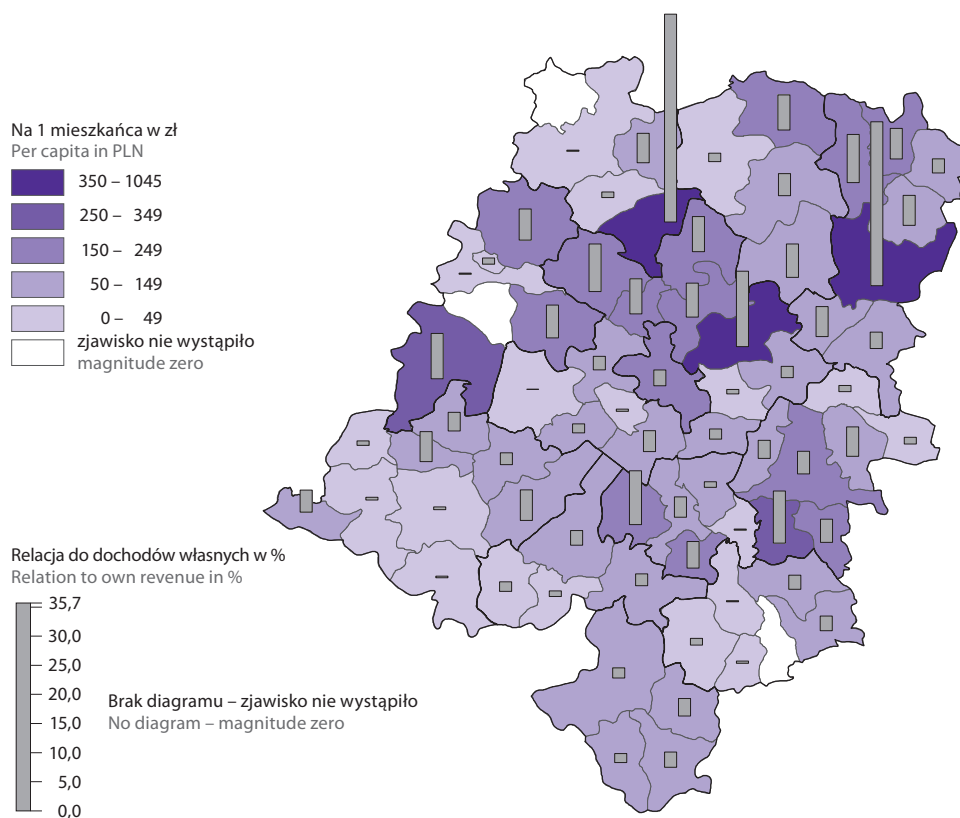 Na 1 mieszkańca w zł
Per capita in PLN
350 – 1045
250 – 349
150 – 249
50 – 149
0 – 49
zjawisko nie wystąpiło
magnitude zero
Relacja do dochodów własnych w %
Relation to own revenue in %
35,7
30,0
25,0
20,0
15,0
10,0
5,0
0,0
Brak diagramu – zjawisko nie wystąpiło
No diagram – magnitude zero